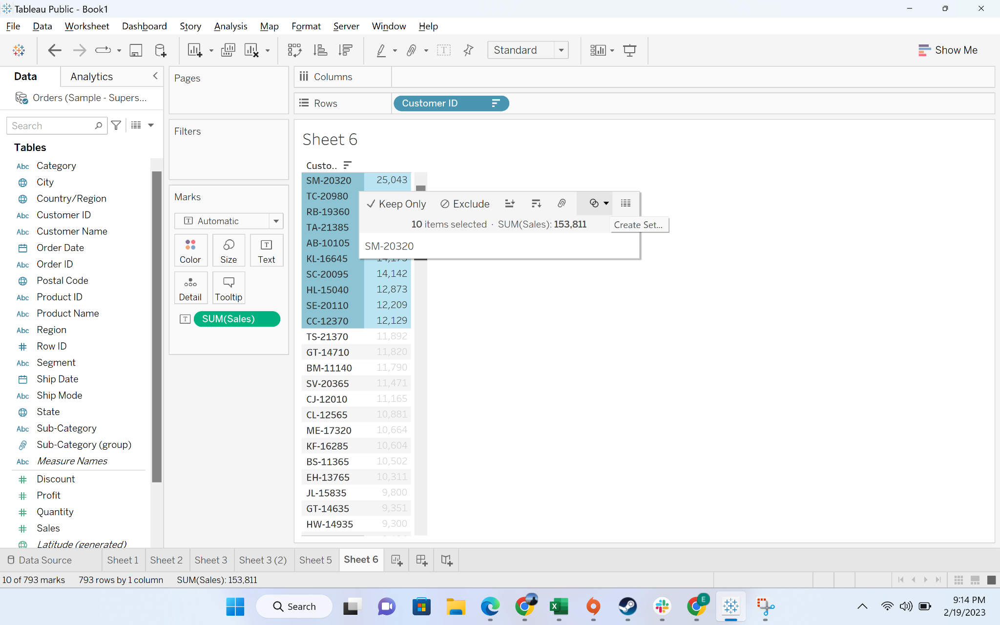 Tableau Public - Book1
File Data Worksheet Dashboard Story Analysis Map Format Server Window Help
Standard
Show Me
Data
Analytics
Orders (Sample - Supers...
Search
Tables
Abc Category
City
Country/Region
Abc Customer ID
Abc Customer Name
Order Date
Abc Order ID
Postal Code
Abc Product ID
Abc Product Name
Abc Region
# Row ID
Abc Segment
Ship Date
Abc Ship Mode
State
Abc Sub-Category
Sub-Category (group)
Abc Measure Names
# Discount
# Profit
# Quantity
# Sales
Latitude (generated)
Pages
Filters
Marks
T Automatic
Color
Size
T Text
Detail
Tooltip
T SUM(Sales)
Columns
Rows
Customer ID
Sheet 6
Custo..
SM-20320 25,043
TC-20980
RB-19360
TA-21385
AB-10105
KL-16645 14,175
SC-20095 14,142
HL-15040 12,873
SE-20110 12,209
CC-12370 12,129
TS-21370 11,892
GT-14710 11,820
BM-11140 11,790
SV-20365 11,471
CJ-12010 11,165
CL-12565 10,881
ME-17320 10,664
KF-16285 10,604
BS-11365 10,502
EH-13765 10,311
JL-15835 9,800
GT-14635 9,351
HW-14935 9,300
Keep Only Exclude
10 items selected · SUM(Sales): 153,811
Create Set...
SM-20320
Data Source
Sheet 1
Sheet 2
Sheet 3
Sheet 3 (2)
Sheet 5
Sheet 6
10 of 793 marks 793 rows by 1 column SUM(Sales): 153,811
Search
E
9:14 PM
2/19/2023